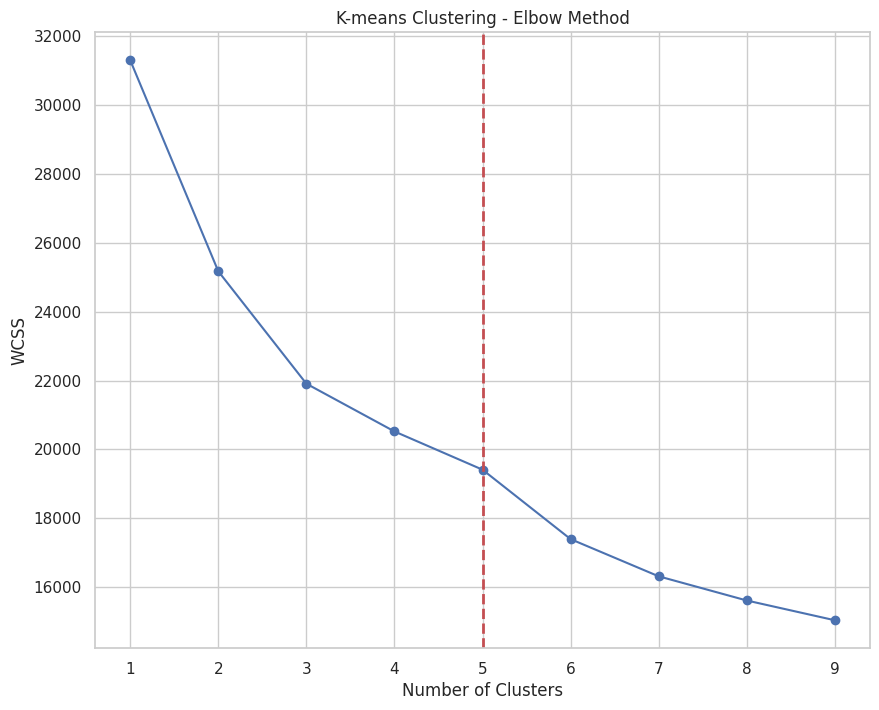 K-means Clustering - Elbow Method
32000
30000
28000
26000
24000
22000
20000
18000
16000
WCSS
1 2 3 4 5 6 7 8 9
Number of Clusters